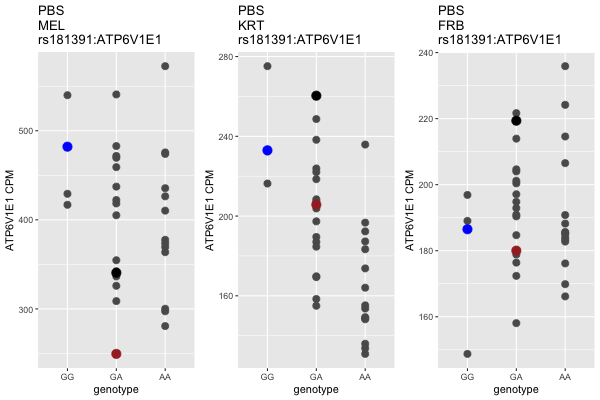 PBS
MEL
rs181391:ATP6V1E1
ATP6V1E1 CPM
500
400
300
GG
GA
AA
genotype
PBS
KRT
rs181391:ATP6V1E1
ATP6V1E1 CPM
280
240
200
160
GG
GA
AA
genotype
PBS
FRB
rs181391:ATP6V1E1
ATP6V1E1 CPM
240
220
200
180
160
GG
GA
AA
genotype